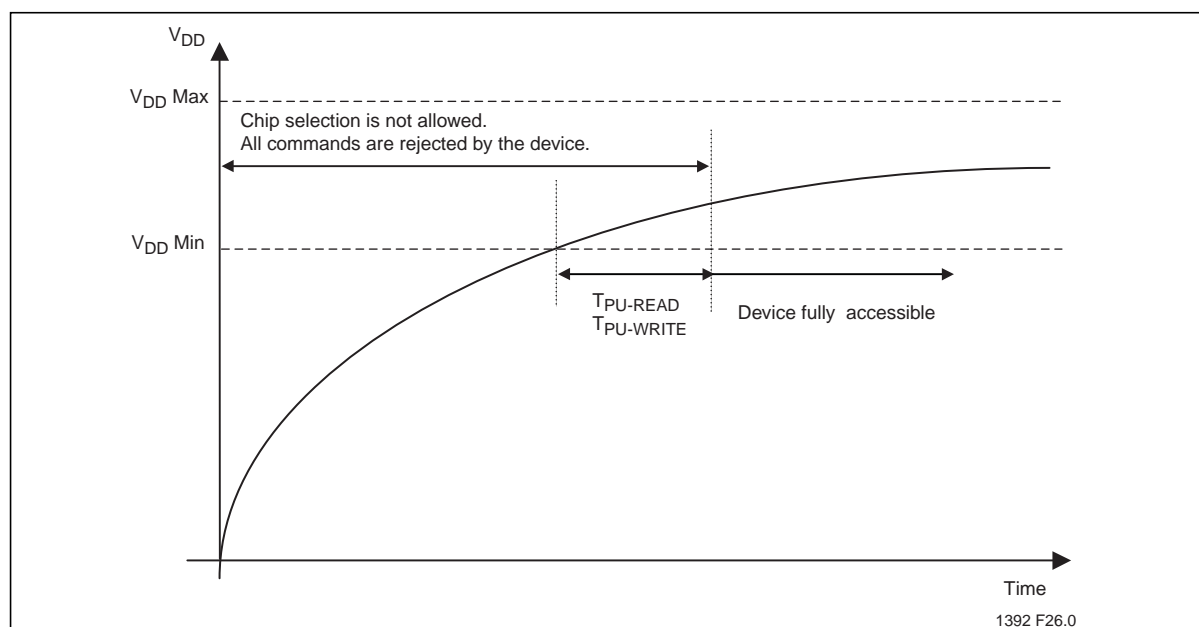 VDD
VDD Max
Chip selection is not allowed.
All commands are rejected by the device.
VDD Min
TPU-READ
TPU-WRITE
Device fully accessible
Time
1392 F26.0